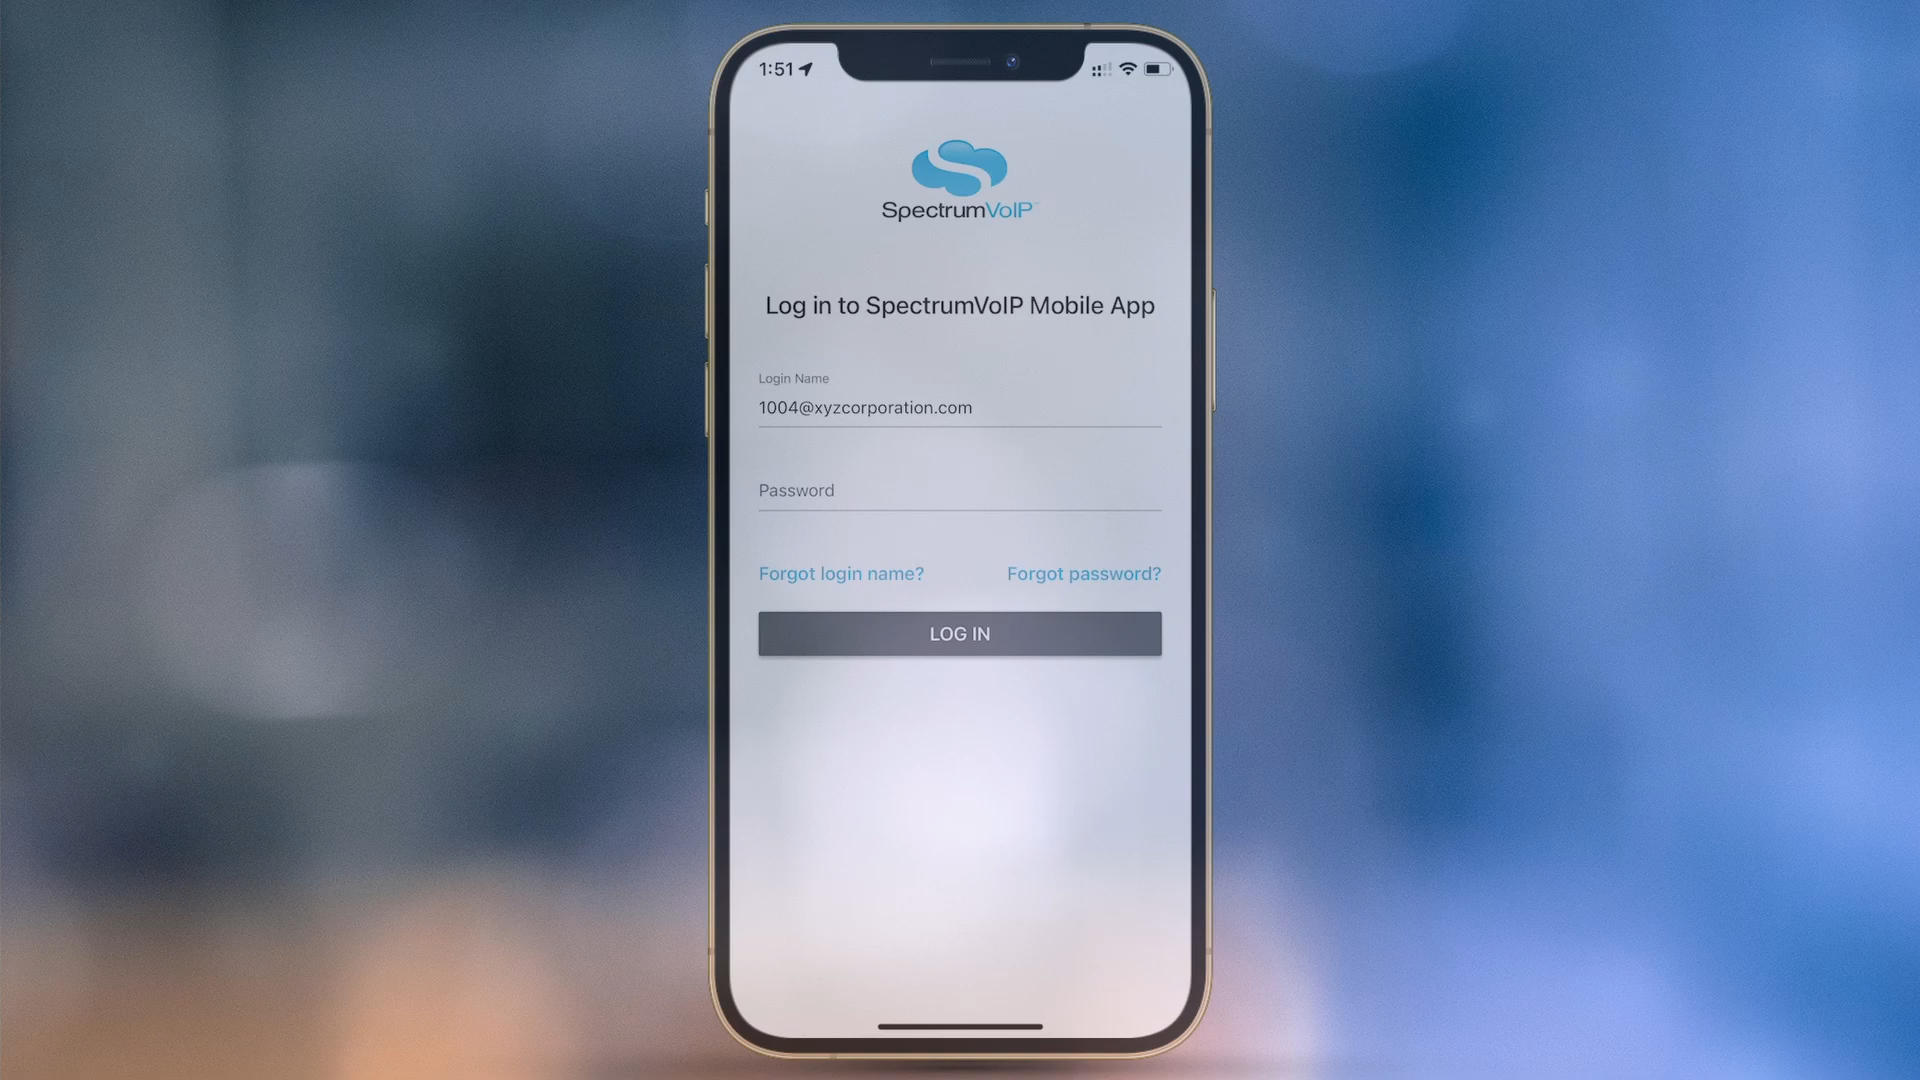 1:51
SpectrumVoIP™
Log in to SpectrumVoIP Mobile App
Login Name
1004@xyzcorporation.com
Password
Forgot login name? Forgot password?
LOG IN